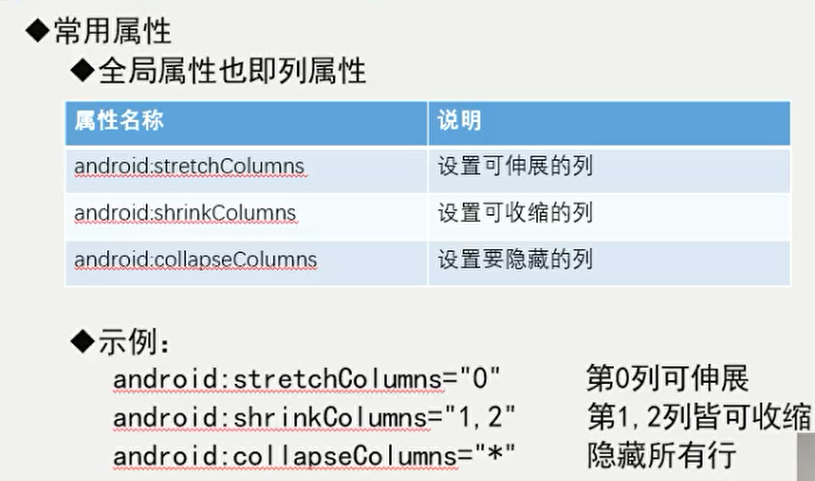 ◆常用属性
◆全局属性也即列属性
属性名称 说明
android:stretchColumns 设置可伸展的列
android:shrinkColumns 设置可收缩的列
android:collapseColumns 设置要隐藏的列
◆示例：
android:stretchColumns="0" 第0列可伸展
android:shrinkColumns="1,2" 第1,2列皆可收缩
android:collapseColumns="*" 隐藏所有行